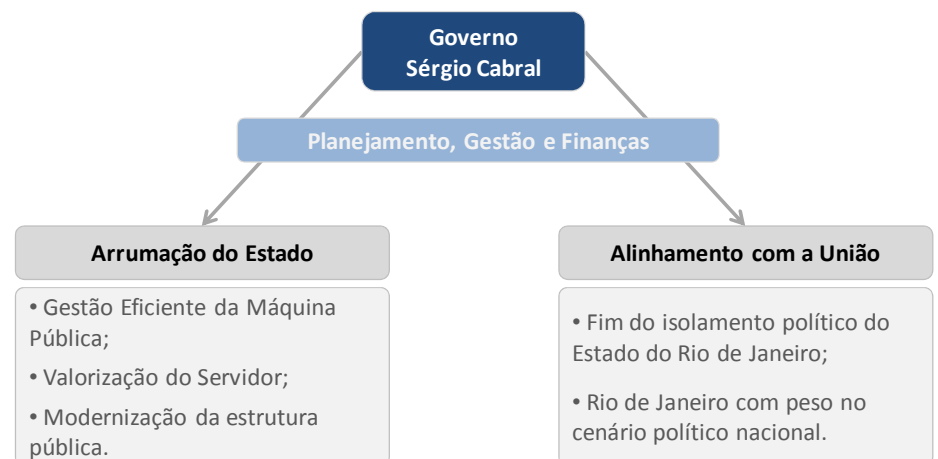 Governo
Sérgio Cabral
Planejamento, Gestão e Finanças
Arrumação do Estado
• Gestão Eficiente da Máquina
Pública;
• Valorização do Servidor;
• Modernização da estrutura
pública.
Alinhamento com a União
• Fim do isolamento político do
Estado do Rio de Janeiro;
• Rio de Janeiro com peso no
cenário político nacional.